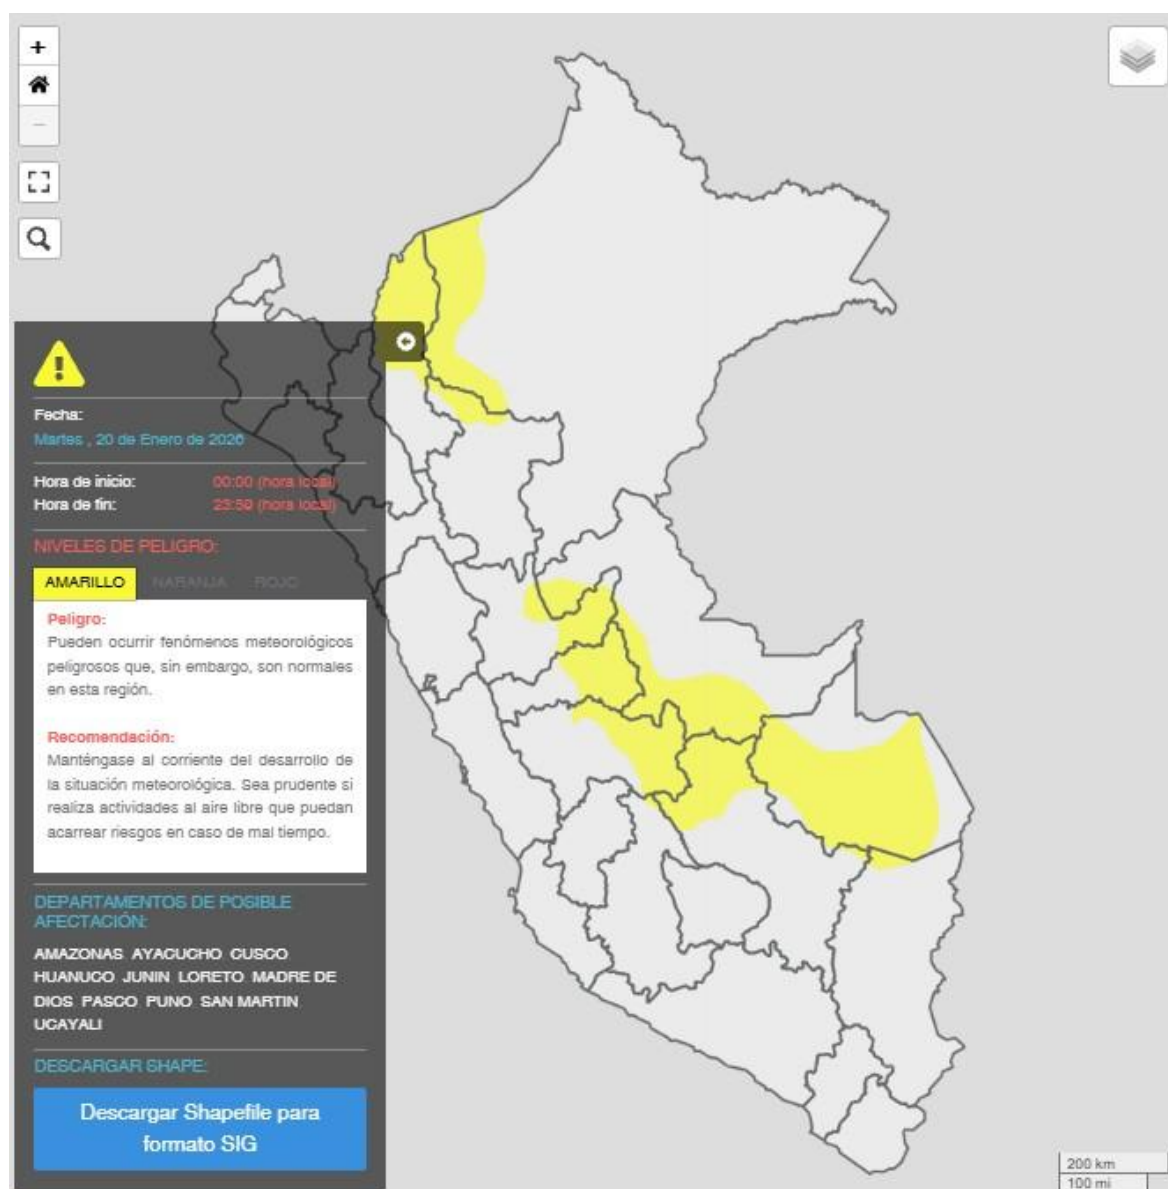 +
−
Fecha:
Martes , 20 de Enero de 2026
Hora de inicio: 00:00 (hora local)
Hora de fin: 23:59 (hora local)
NIVELES DE PELIGRO:
AMARILLO NARANJA ROJO
Peligro:
Pueden ocurrir fenómenos meteorológicos
peligrosos que, sin embargo, son normales
en esta región.
Recomendación:
Manténgase al corriente del desarrollo de
la situación meteorológica. Sea prudente si
realiza actividades al aire libre que puedan
acarrear riesgos en caso de mal tiempo.
DEPARTAMENTOS DE POSIBLE
AFECTACIÓN:
AMAZONAS AYACUCHO CUSCO
HUANUCO JUNIN LORETO MADRE DE
DIOS PASCO PUNO SAN MARTIN
UCAYALI
DESCARGAR SHAPE:
Descargar Shapefile para
formato SIG
200 km
100 mi